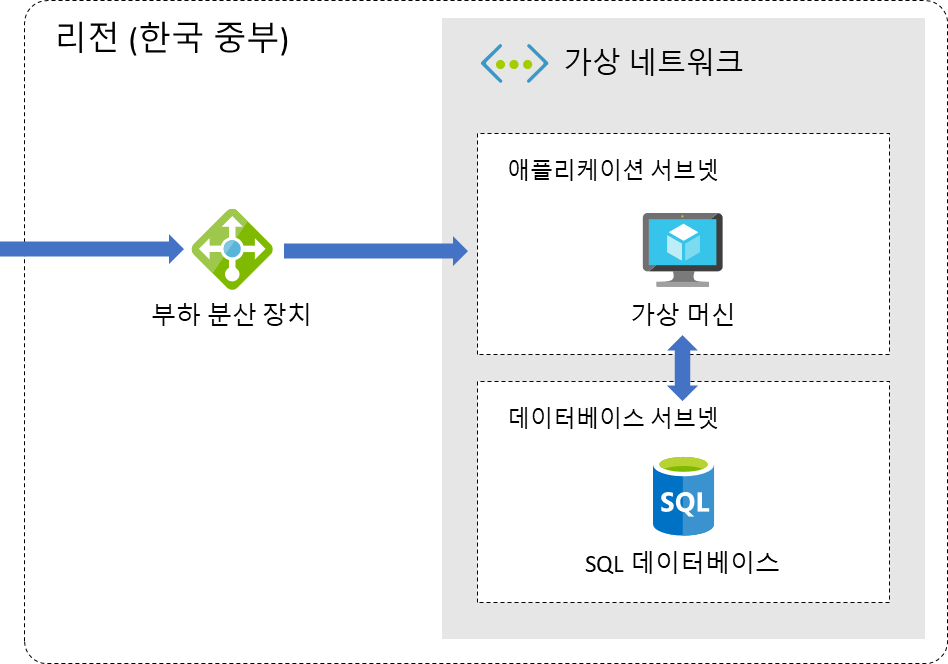 리전 (한국 중부)
가상 네트워크
애플리케이션 서브넷
부하 분산 장치
가상 머신
데이터베이스 서브넷
SQL
SQL 데이터베이스